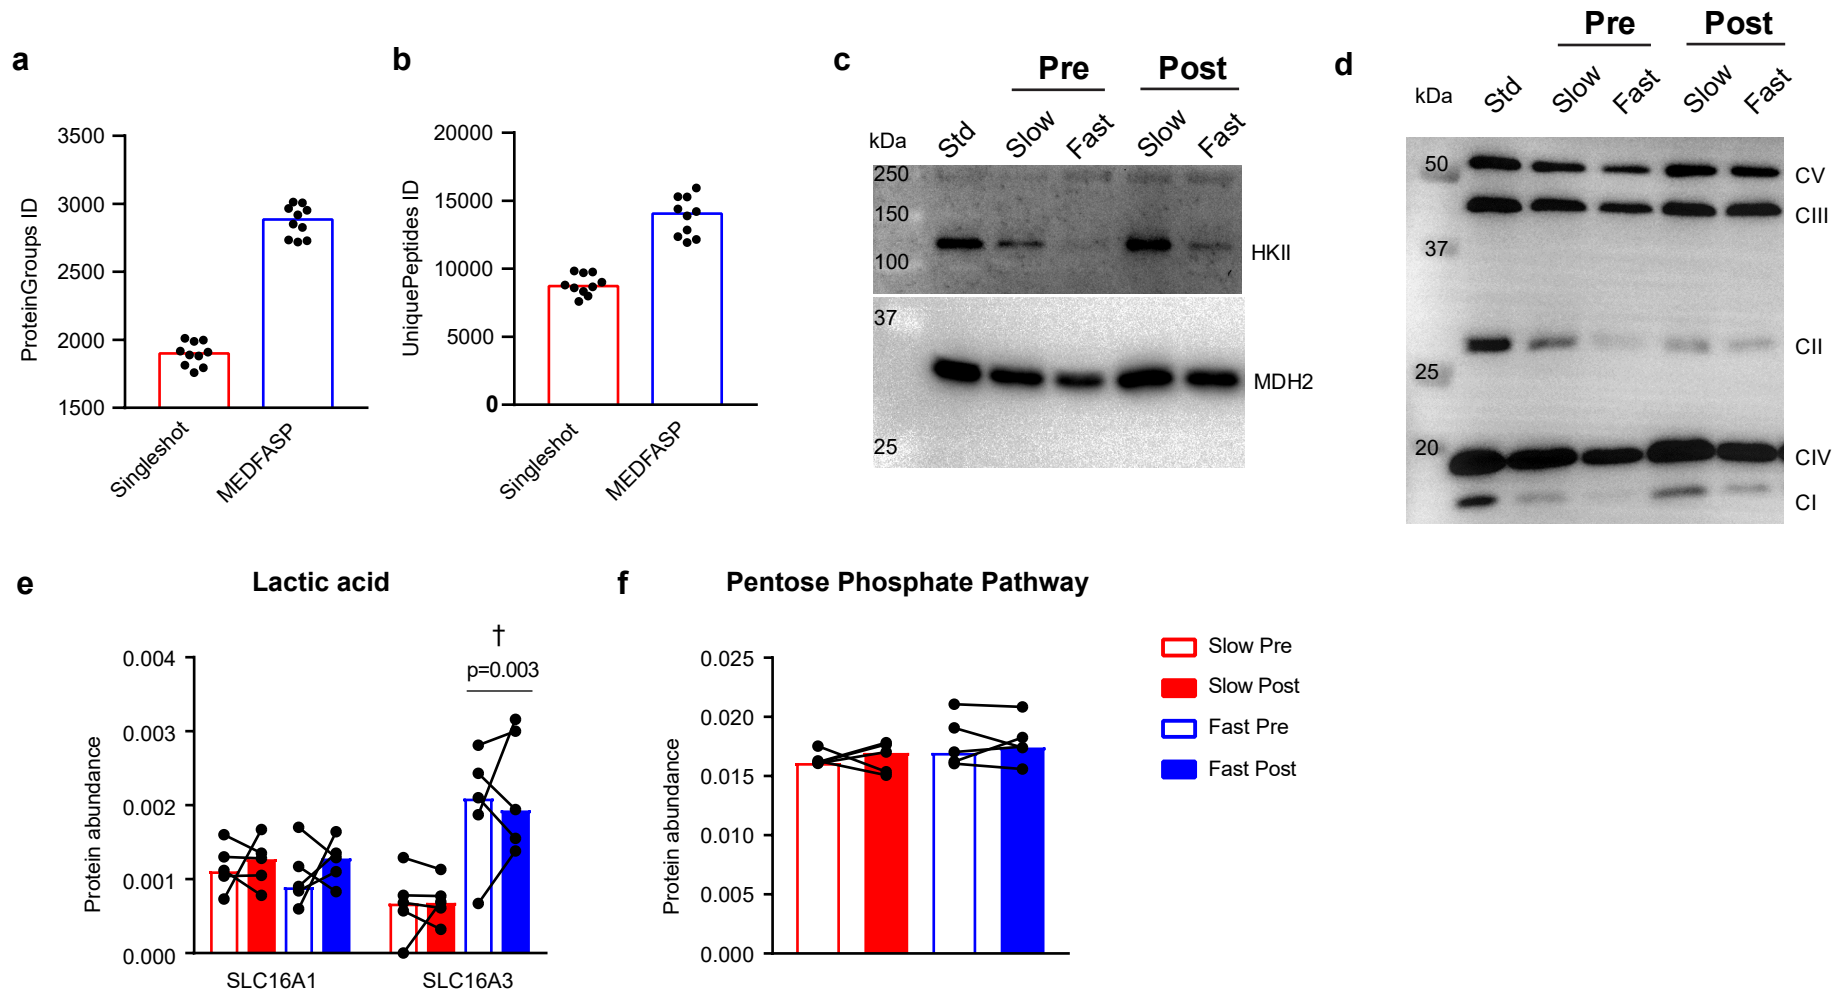 a
3500
3000
2500
2000
1500
ProteinGroups ID
Singleshot
MEDFASP
b
20000
15000
10000
5000
0
UniquePeptides ID
Singleshot
MEDFASP
c
Pre
Post
kDa
Std
Slow
Fast
Slow
Fast
250
150
100
HKII
37
25
MDH2
d
Pre
Post
kDa
Std
Slow
Fast
Slow
Fast
50
37
25
20
CV
CIII
CII
CIV
CI
e
Lactic acid
0.004
0.003
0.002
0.001
0.000
Protein abundance
†
p=0.003
SLC16A1
SLC16A3
f
Pentose Phosphate Pathway
0.025
0.020
0.015
0.010
0.005
0.000
Protein abundance
Slow Pre
Slow Post
Fast Pre
Fast Post